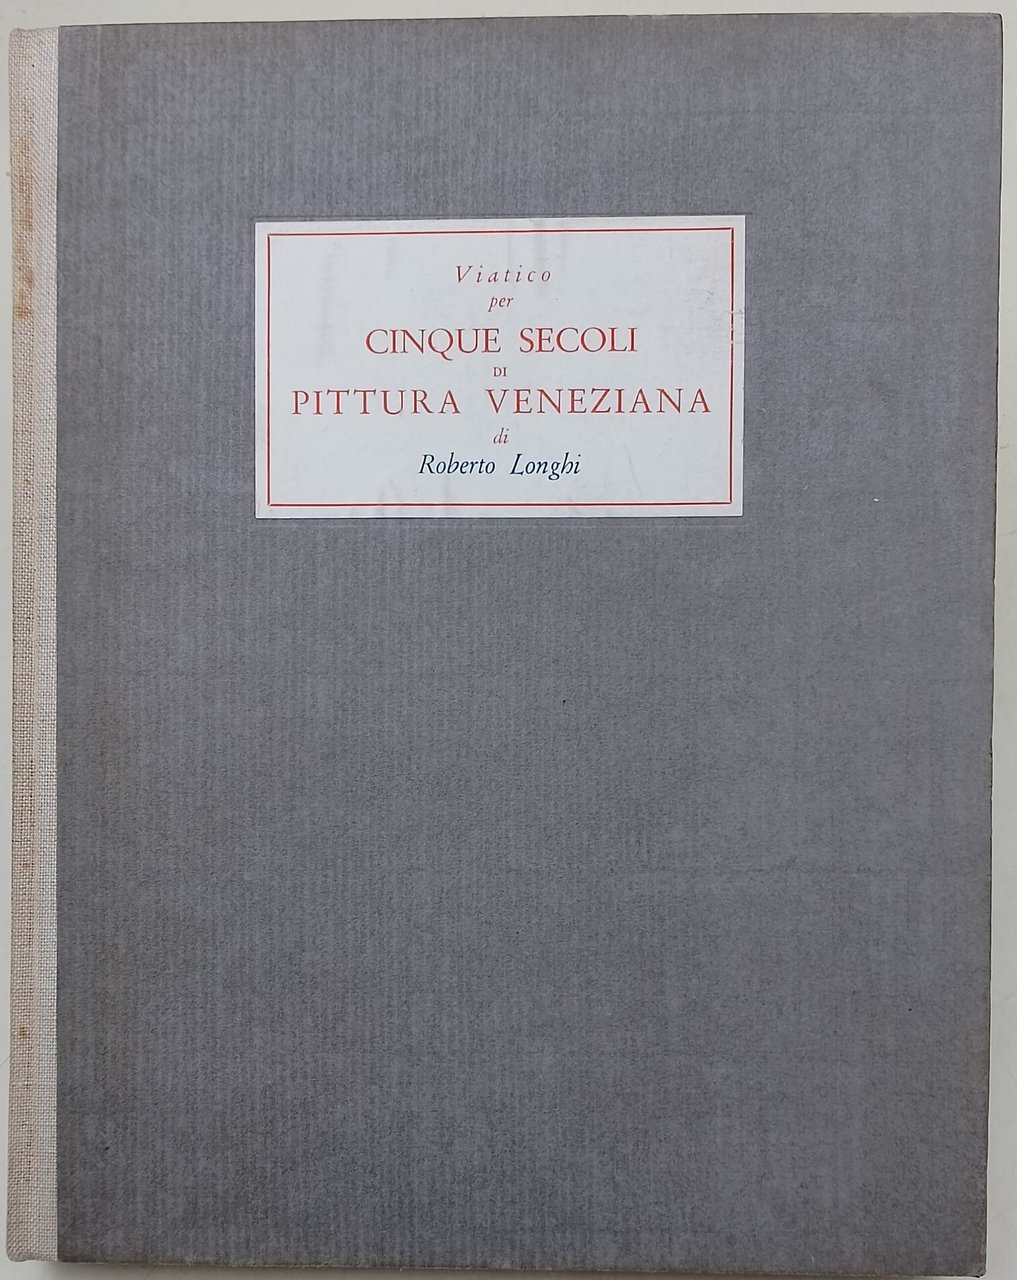 Viatico
per
CINQUE SECOLI
DI
PITTURA VENEZIANA
di
Roberto Longhi